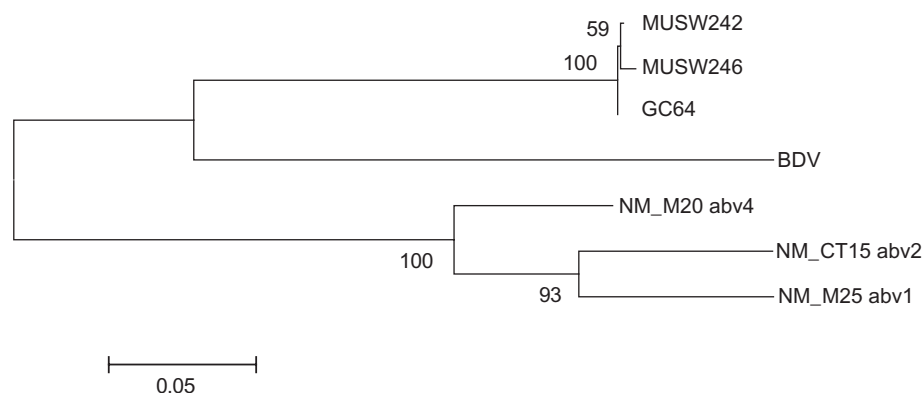 59
MUSW242
100
MUSW246
GC64
BDV
NM_M20 abv4
100
NM_CT15 abv2
93
NM_M25 abv1
0.05